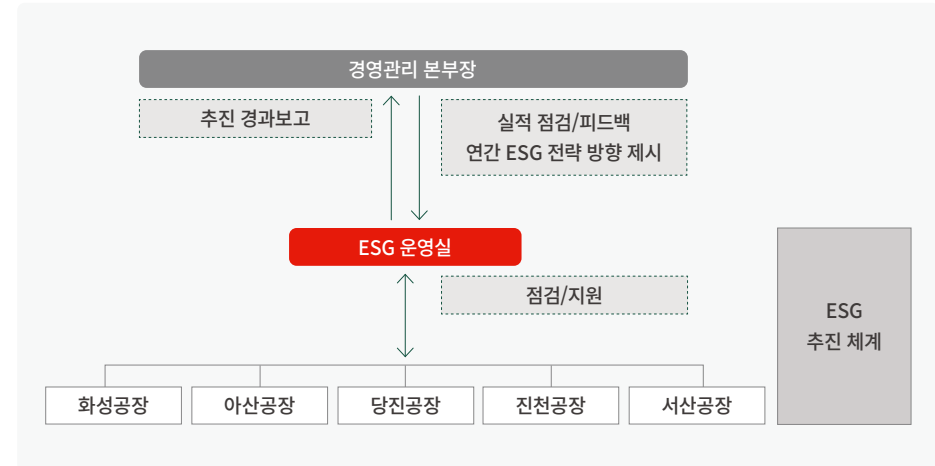 경영관리 본부장
추진 경과보고
실적 점검/피드백
연간 ESG 전략 방향 제시
ESG 운영실
점검/지원
ESG
추진 체계
화성공장
아산공장
당진공장
진천공장
서산공장